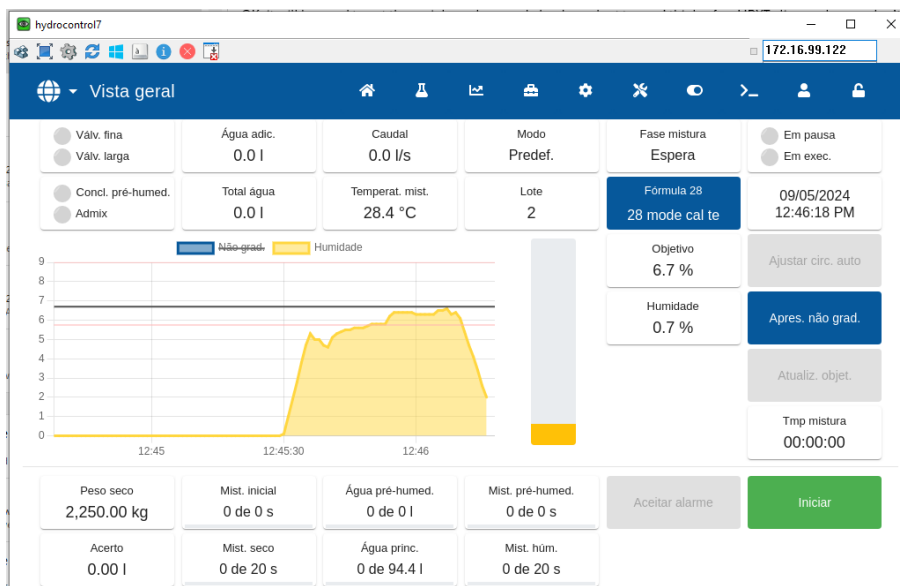 hydrocontrol7
172.16.99.122
Vista geral
Válv. fina
Válv. larga
Água adic.
0.0 l
Caudal
0.0 l/s
Modo
Predef.
Fase mistura
Espera
Em pausa
Em exec.
Concl. pré-humed.
Admix
Total água
0.0 l
Temperat. mist.
28.4 °C
Lote
2
Fórmula 28
28 mode cal te
09/05/2024
12:46:18 PM
Não grad.
Humidade
9
8
7
6
5
4
3
2
1
0
12:45
12:45:30
12:46
Objetivo
6.7 %
Ajustar circ. auto
Humidade
0.7 %
Apres. não grad.
Atualiz. objet.
Tmp mistura
00:00:00
Peso seco
2,250.00 kg
Mist. inicial
0 de 0 s
Água pré-humed.
0 de 0 l
Mist. pré-humed.
0 de 0 s
Aceitar alarme
Iniciar
Acerto
0.00 l
Mist. seco
0 de 20 s
Água princ.
0 de 94.4 l
Mist. húm.
0 de 20 s